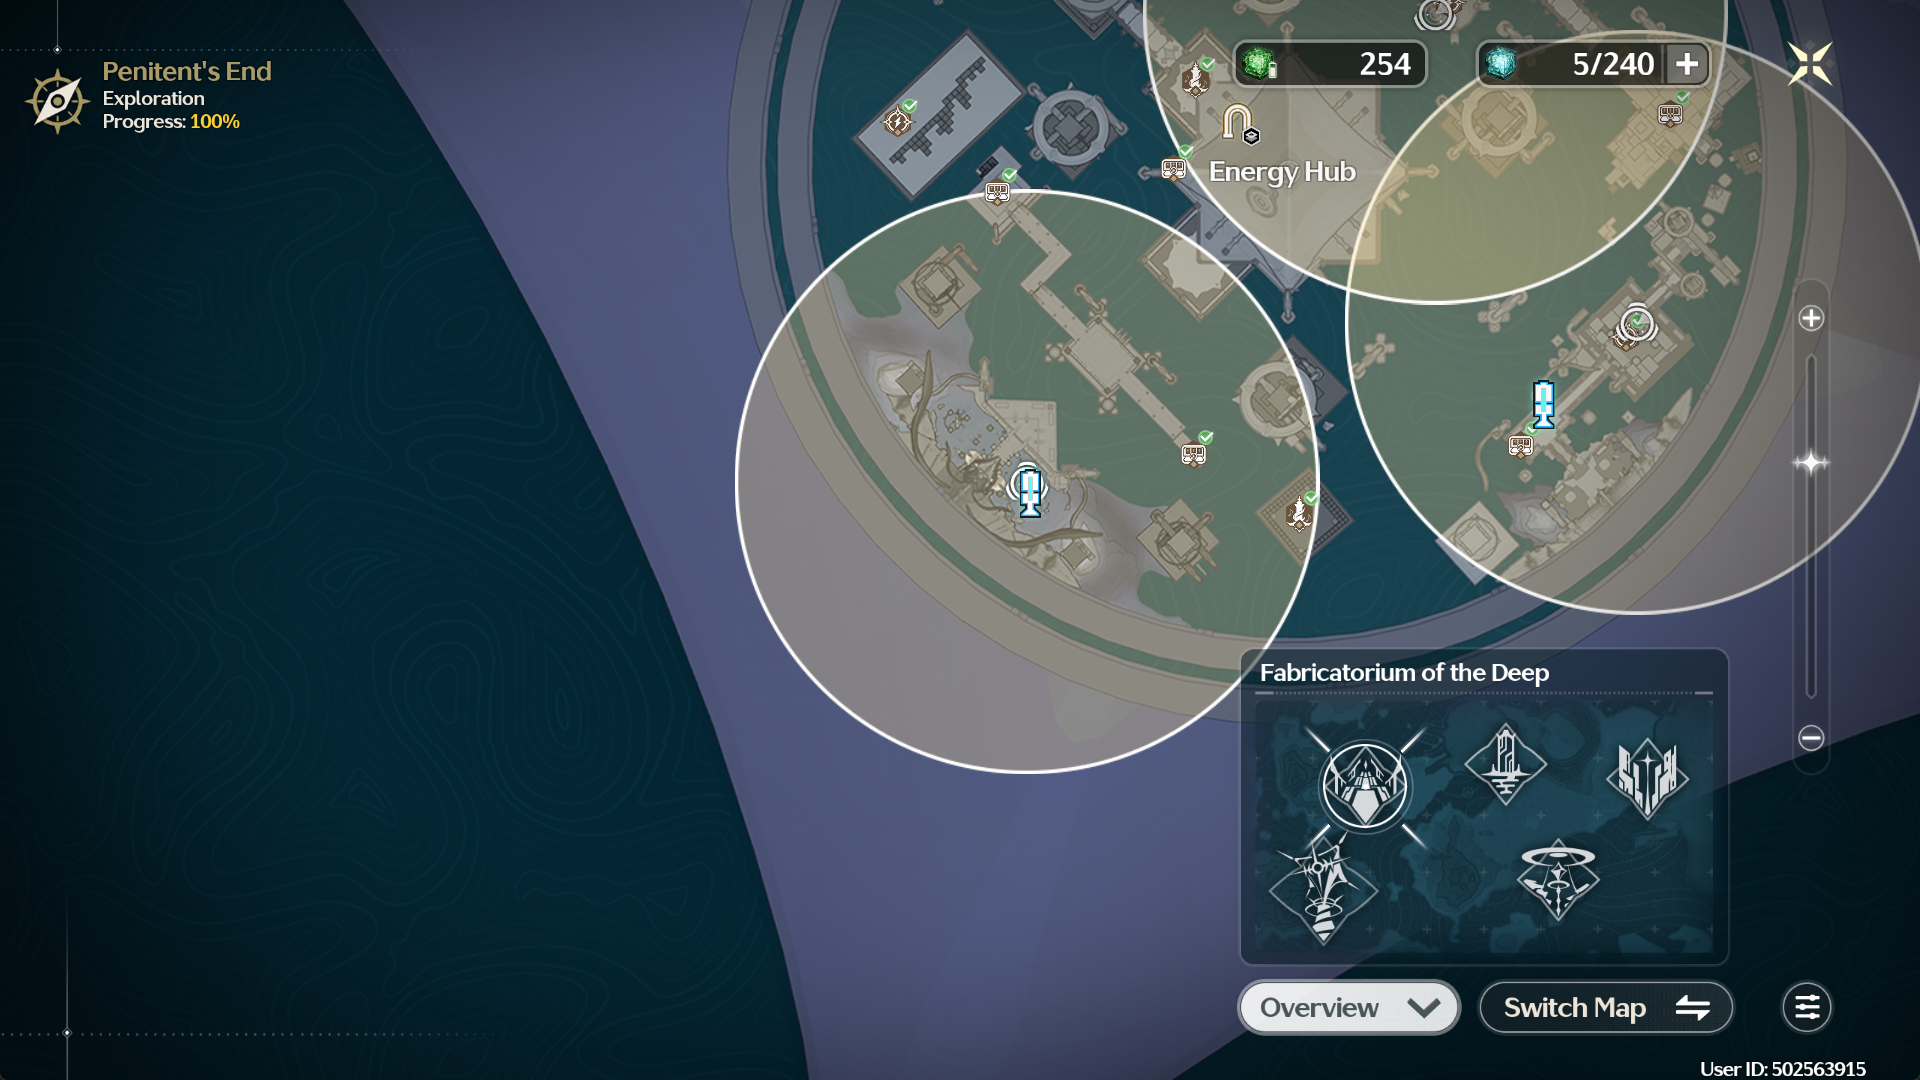 Penitent's End
Exploration
Progress: 100%
254
5/240
Energy Hub
Fabricatorium of the Deep
Overview
Switch Map
User ID: 502563915